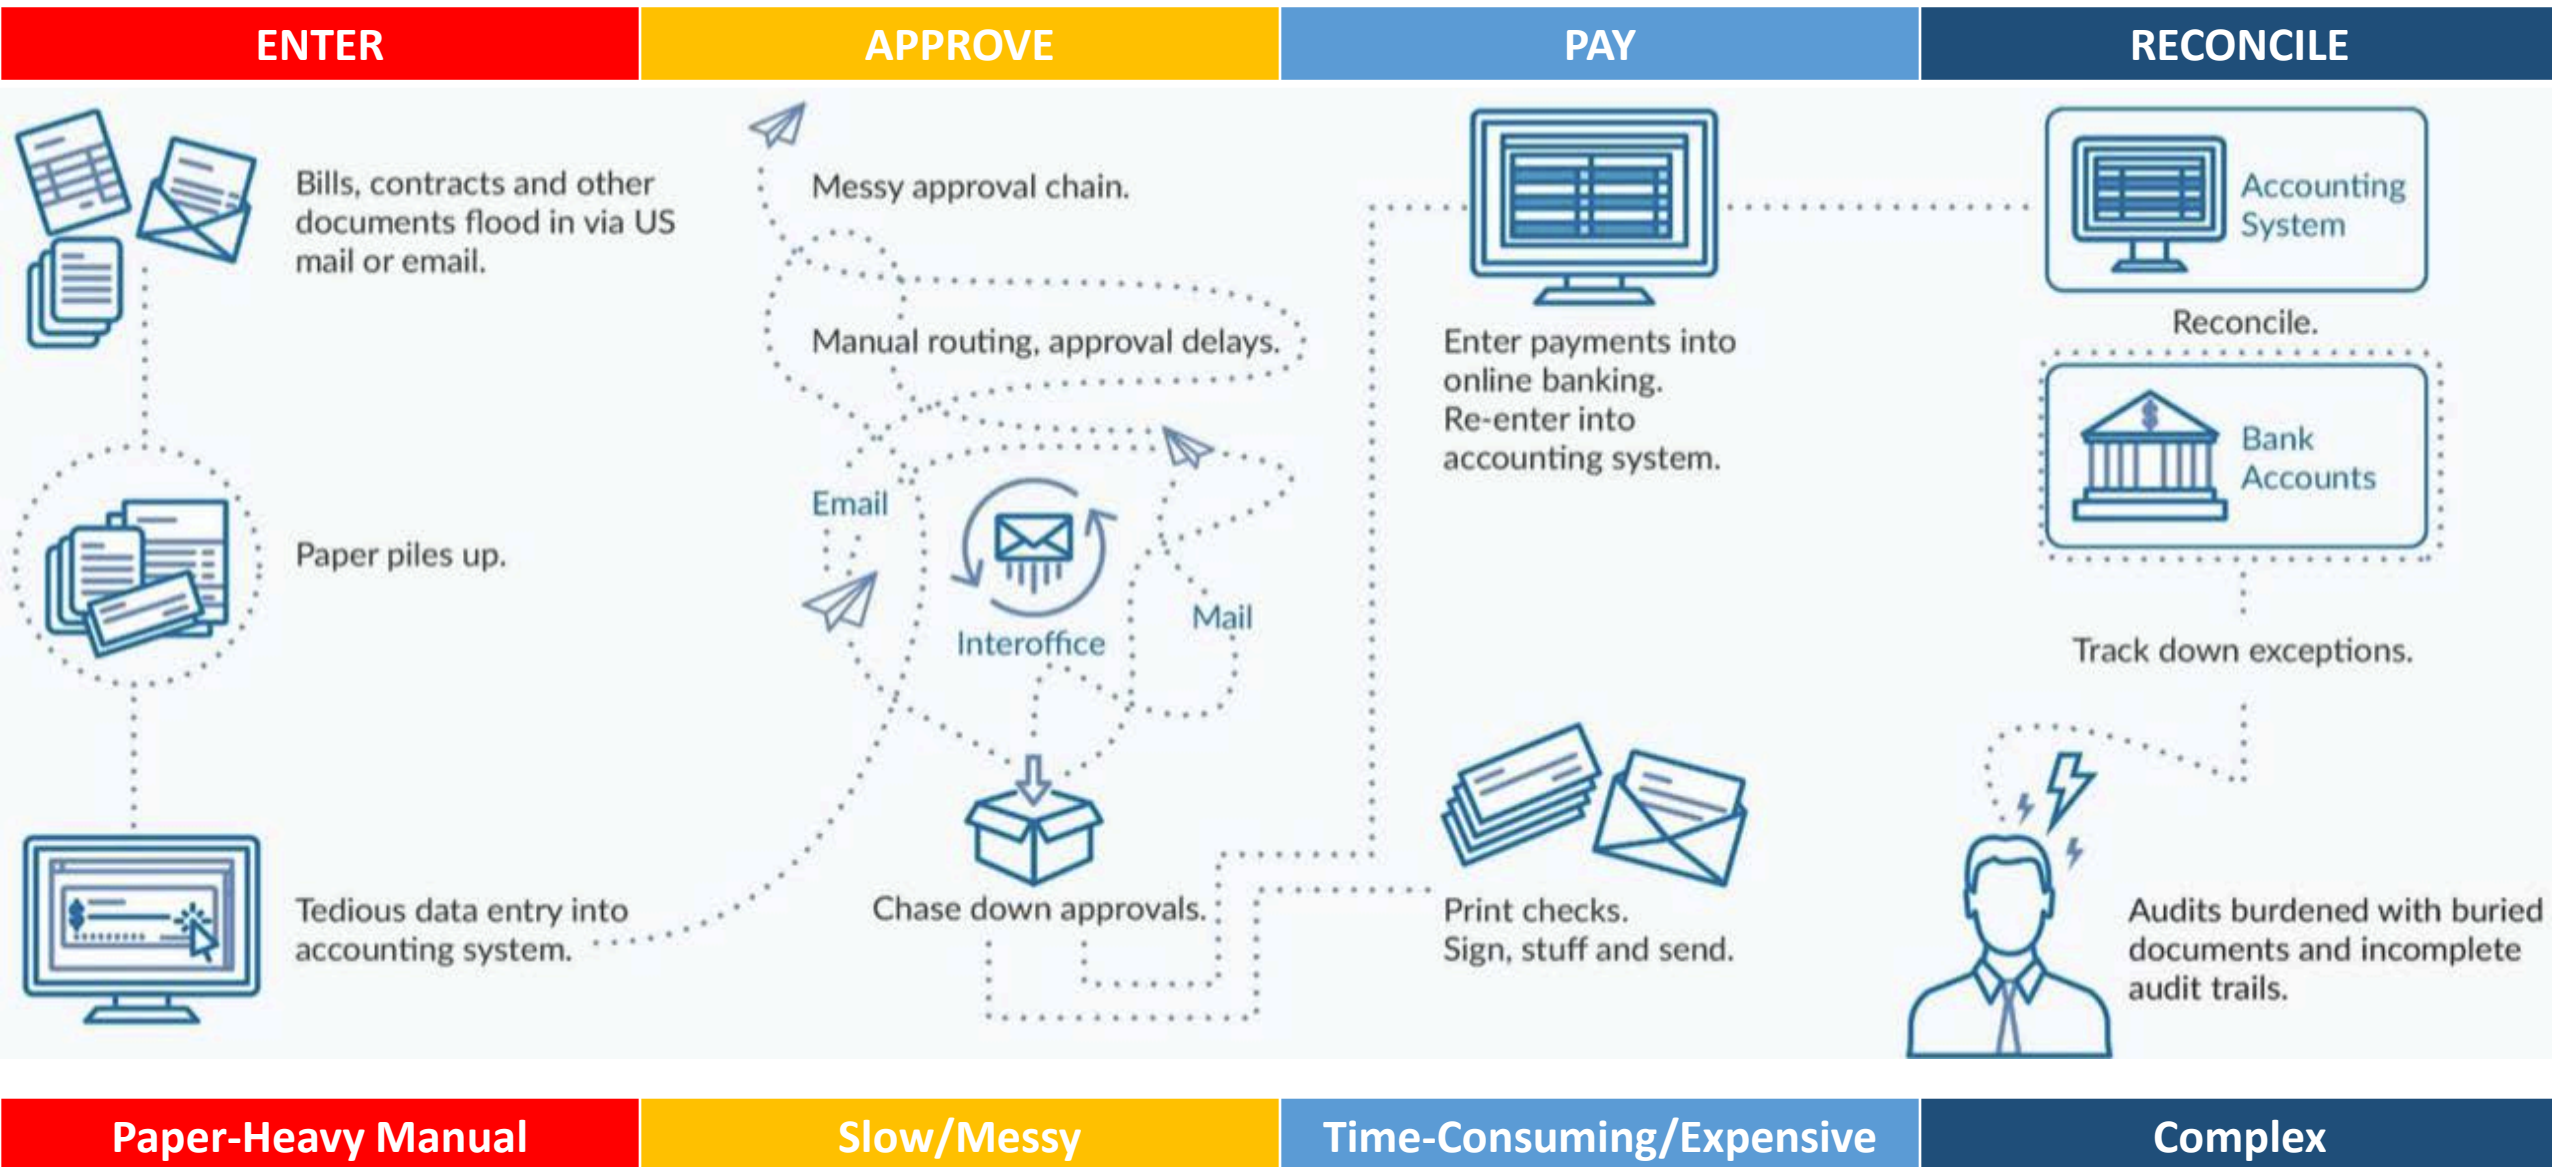 ENTER
APPROVE
PAY
RECONCILE
Bills, contracts and other
documents flood in via US
mail or email.
Paper piles up.
Tedious data entry into
accounting system.
Messy approval chain.
Manual routing, approval delays.
Email
Interoffice
Mail
Chase down approvals.
Enter payments into
online banking.
Re-enter into
accounting system.
Print checks.
Sign, stuff and send.
Accounting
System
Reconcile.
$
Bank
Accounts
Track down exceptions.
Audits burdened with buried
documents and incomplete
audit trails.
$
Paper-Heavy Manual
Slow/Messy
Time-Consuming/Expensive
Complex